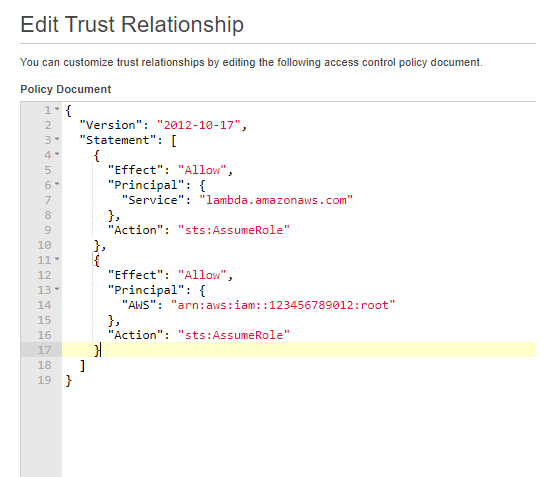 Edit Trust Relationship
You can customize trust relationships by editing the following access control policy document.
Policy Document
1 {
2   "Version": "2012-10-17",
3   "Statement": [
4     {
5       "Effect": "Allow",
6       "Principal": {
7         "Service": "lambda.amazonaws.com"
8       },
9       "Action": "sts:AssumeRole"
10     },
11     {
12       "Effect": "Allow",
13       "Principal": {
14         "AWS": "arn:aws:iam::123456789012:root"
15       },
16       "Action": "sts:AssumeRole"
17     }
18   ]
19 }